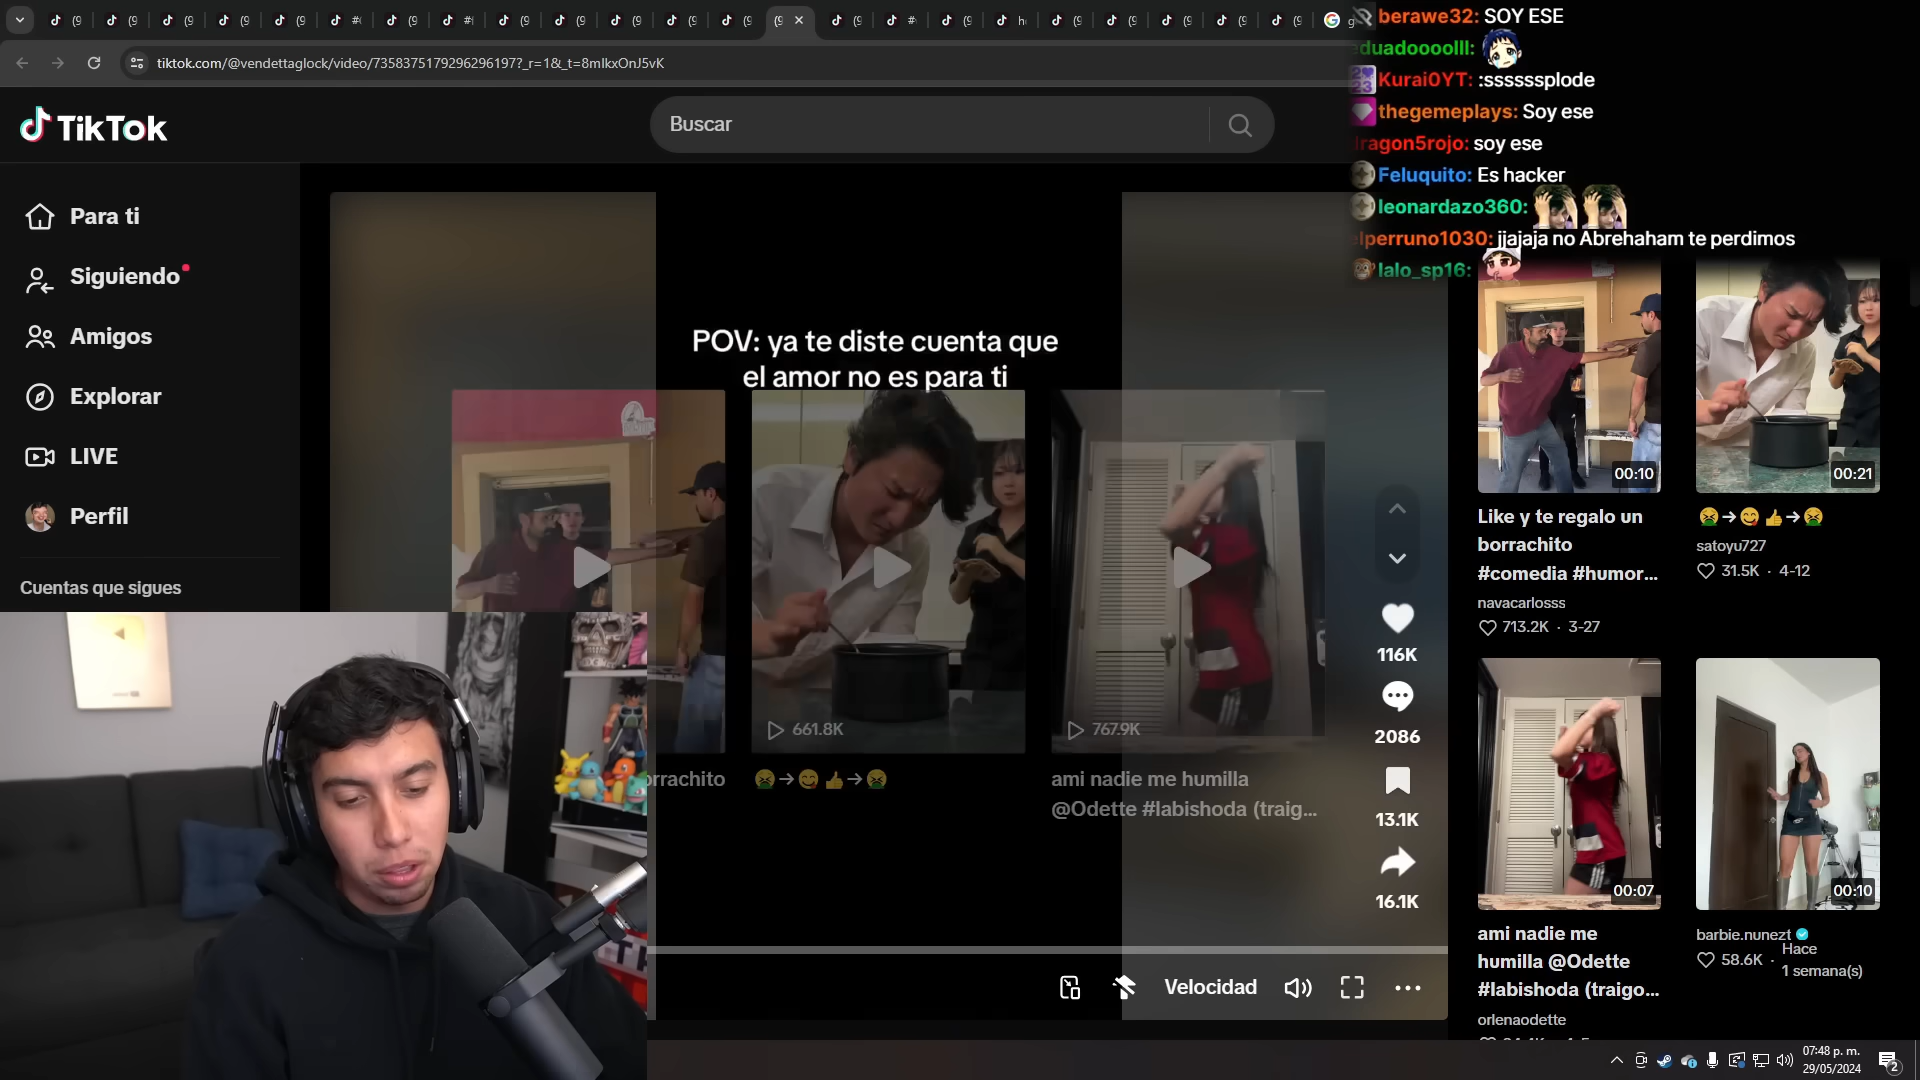 tiktok.com/@vendettaglock/video/7358375179296296197?_r=1&_t=8mlkxOnJ5vK
TikTok
Buscar
Para ti
Siguiendo
Amigos
Explorar
LIVE
Perfil
Cuentas que sigues
POV: ya te diste cuenta que
el amor no es para ti
661.8K
767.9K
ami nadie me humilla
@Odette #labishoda (traig...
116K
2086
13.1K
16.1K
Velocidad
berawe32: SOY ESE
eduadoooolll:
Kurai0YT: :ssssssplode
thegemeplays: Soy ese
dragon5rojo: soy ese
Feluquito: Es hacker
leonardazo360:
elperruno1030: jjajaja no Abrehaham te perdimos
lalo_sp16:
00:10
Like y te regalo un
borrachito
#comedia #humor...
navacarlosss
713.2K · 3-27
00:21
satoyu727
31.5K · 4-12
00:07
ami nadie me
humilla @Odette
#labishoda (traigo...
orlenaodette
00:10
barbie.nunezt
58.6K · Hace
1 semana(s)
07:48 p. m.
29/05/2024
2